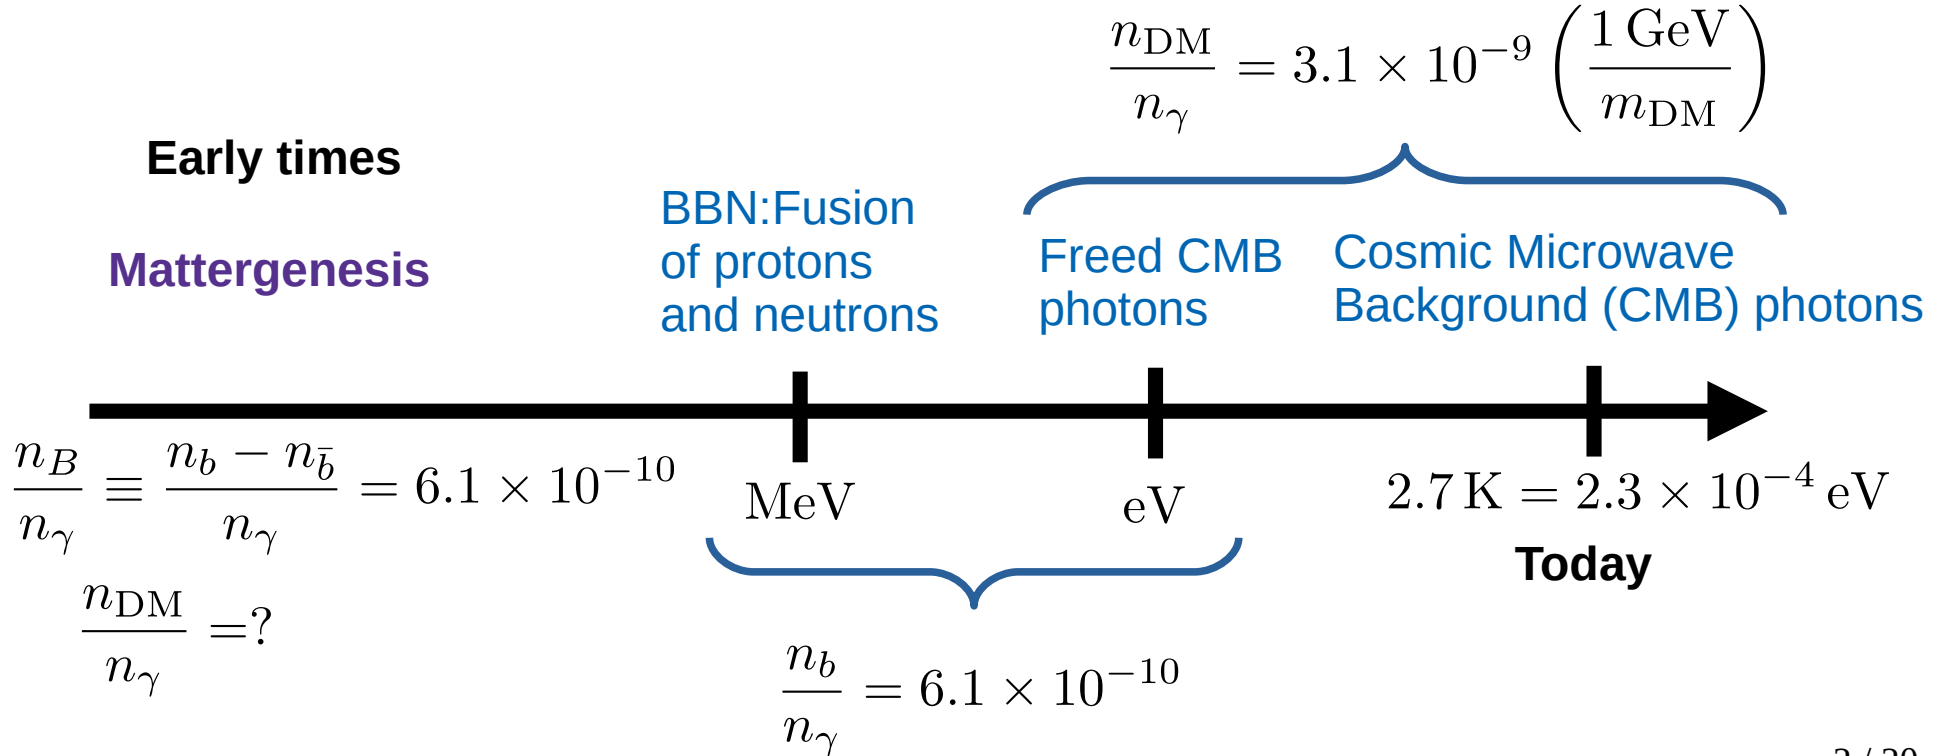 n_DM / n_γ = 3.1 × 10^−9 (1 GeV / m_DM)
Early times
Mattergenesis
BBN:Fusion
of protons
and neutrons
Freed CMB
photons
Cosmic Microwave
Background (CMB) photons
n_B / n_γ ≡ (n_b − n_b̄) / n_γ = 6.1 × 10^−10
MeV
eV
2.7 K = 2.3 × 10^−4 eV
Today
n_DM / n_γ =?
n_b / n_γ = 6.1 × 10^−10